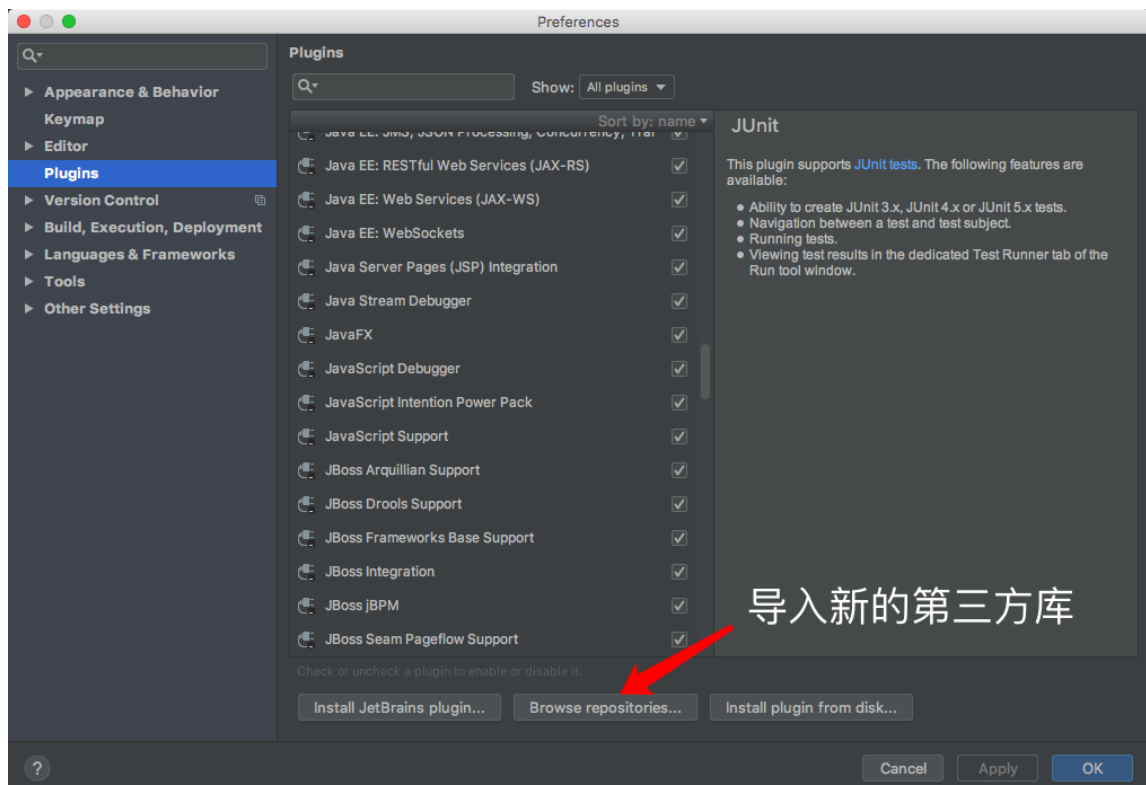 Preferences
Plugins
Show: All plugins
Appearance & Behavior
Keymap
Editor
Plugins
Version Control
Build, Execution, Deployment
Languages & Frameworks
Tools
Other Settings
Sort by: name
Java EE: JMS, JSON Processing, Concurrency, Tran
Java EE: RESTful Web Services (JAX-RS)
Java EE: Web Services (JAX-WS)
Java EE: WebSockets
Java Server Pages (JSP) Integration
Java Stream Debugger
JavaFX
JavaScript Debugger
JavaScript Intention Power Pack
JavaScript Support
JBoss Arquillian Support
JBoss Drools Support
JBoss Frameworks Base Support
JBoss Integration
JBoss jBPM
JBoss Seam Pageflow Support
Check or uncheck a plugin to enable or disable it.
JUnit
This plugin supports JUnit tests. The following features are
available:
Ability to create JUnit 3.x, JUnit 4.x or JUnit 5.x tests.
Navigation between a test and test subject.
Running tests.
Viewing test results in the dedicated Test Runner tab of the
Run tool window.
导入新的第三方库
Install JetBrains plugin...
Browse repositories...
Install plugin from disk...
?
Cancel
Apply
OK